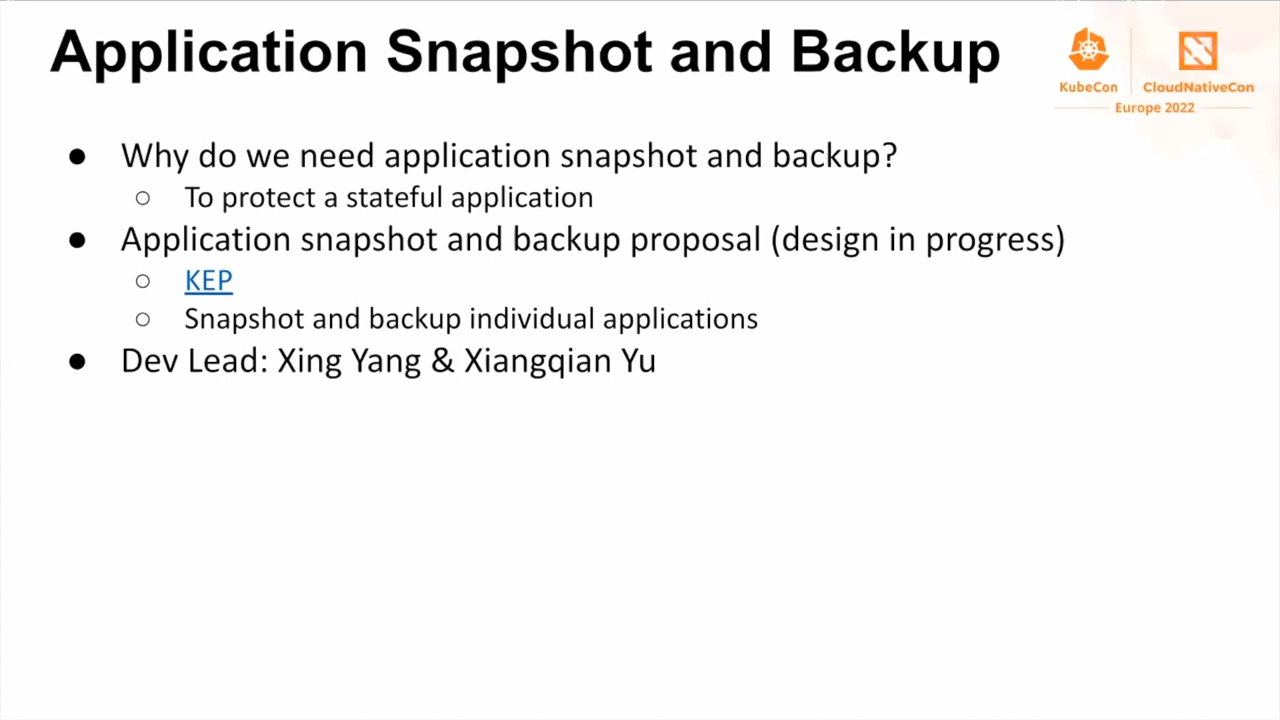 Application Snapshot and Backup
KubeCon
CloudNativeCon
Europe 2022
● Why do we need application snapshot and backup?
○ To protect a stateful application
● Application snapshot and backup proposal (design in progress)
○ KEP
○ Snapshot and backup individual applications
● Dev Lead: Xing Yang & Xiangqian Yu